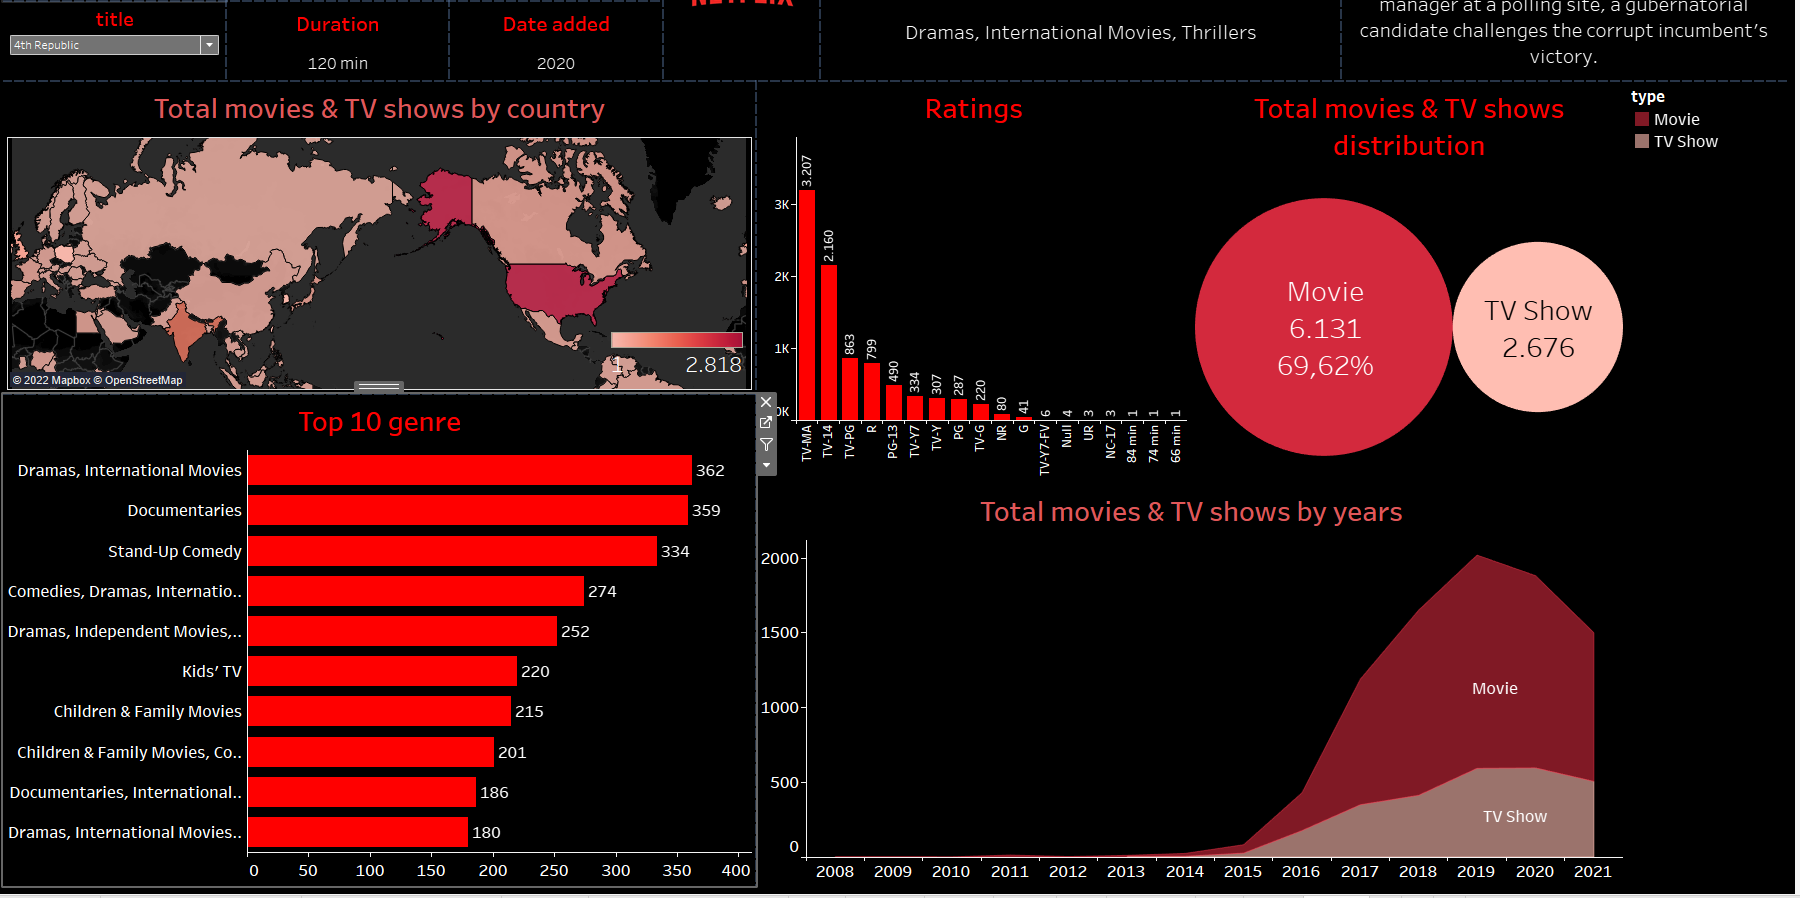 title
4th Republic
Duration
120 min
Date added
2020
NETFLIX
Dramas, International Movies, Thrillers
manager at a polling site, a gubernatorial
candidate challenges the corrupt incumbent's
victory.
Total movies & TV shows by country
1
2.818
© 2022 Mapbox © OpenStreetMap
Ratings
3K
2K
1K
0K
3.207
2.160
863
799
490
334
307
287
220
80
41
6
4
3
3
1
1
1
TV-MA
TV-14
TV-PG
R
PG-13
TV-Y7
TV-Y
PG
TV-G
NR
G
TV-Y7-FV
Null
UR
NC-17
84 min
74 min
66 min
Total movies & TV shows
distribution
Movie
6.131
69,62%
TV Show
2.676
type
Movie
TV Show
Top 10 genre
Dramas, International Movies 362
Documentaries 359
Stand-Up Comedy 334
Comedies, Dramas, Internatio.. 274
Dramas, Independent Movies,.. 252
Kids' TV 220
Children & Family Movies 215
Children & Family Movies, Co.. 201
Documentaries, International.. 186
Dramas, International Movies.. 180
0 50 100 150 200 250 300 350 400
Total movies & TV shows by years
2000
1500
1000
500
0
Movie
TV Show
2008 2009 2010 2011 2012 2013 2014 2015 2016 2017 2018 2019 2020 2021